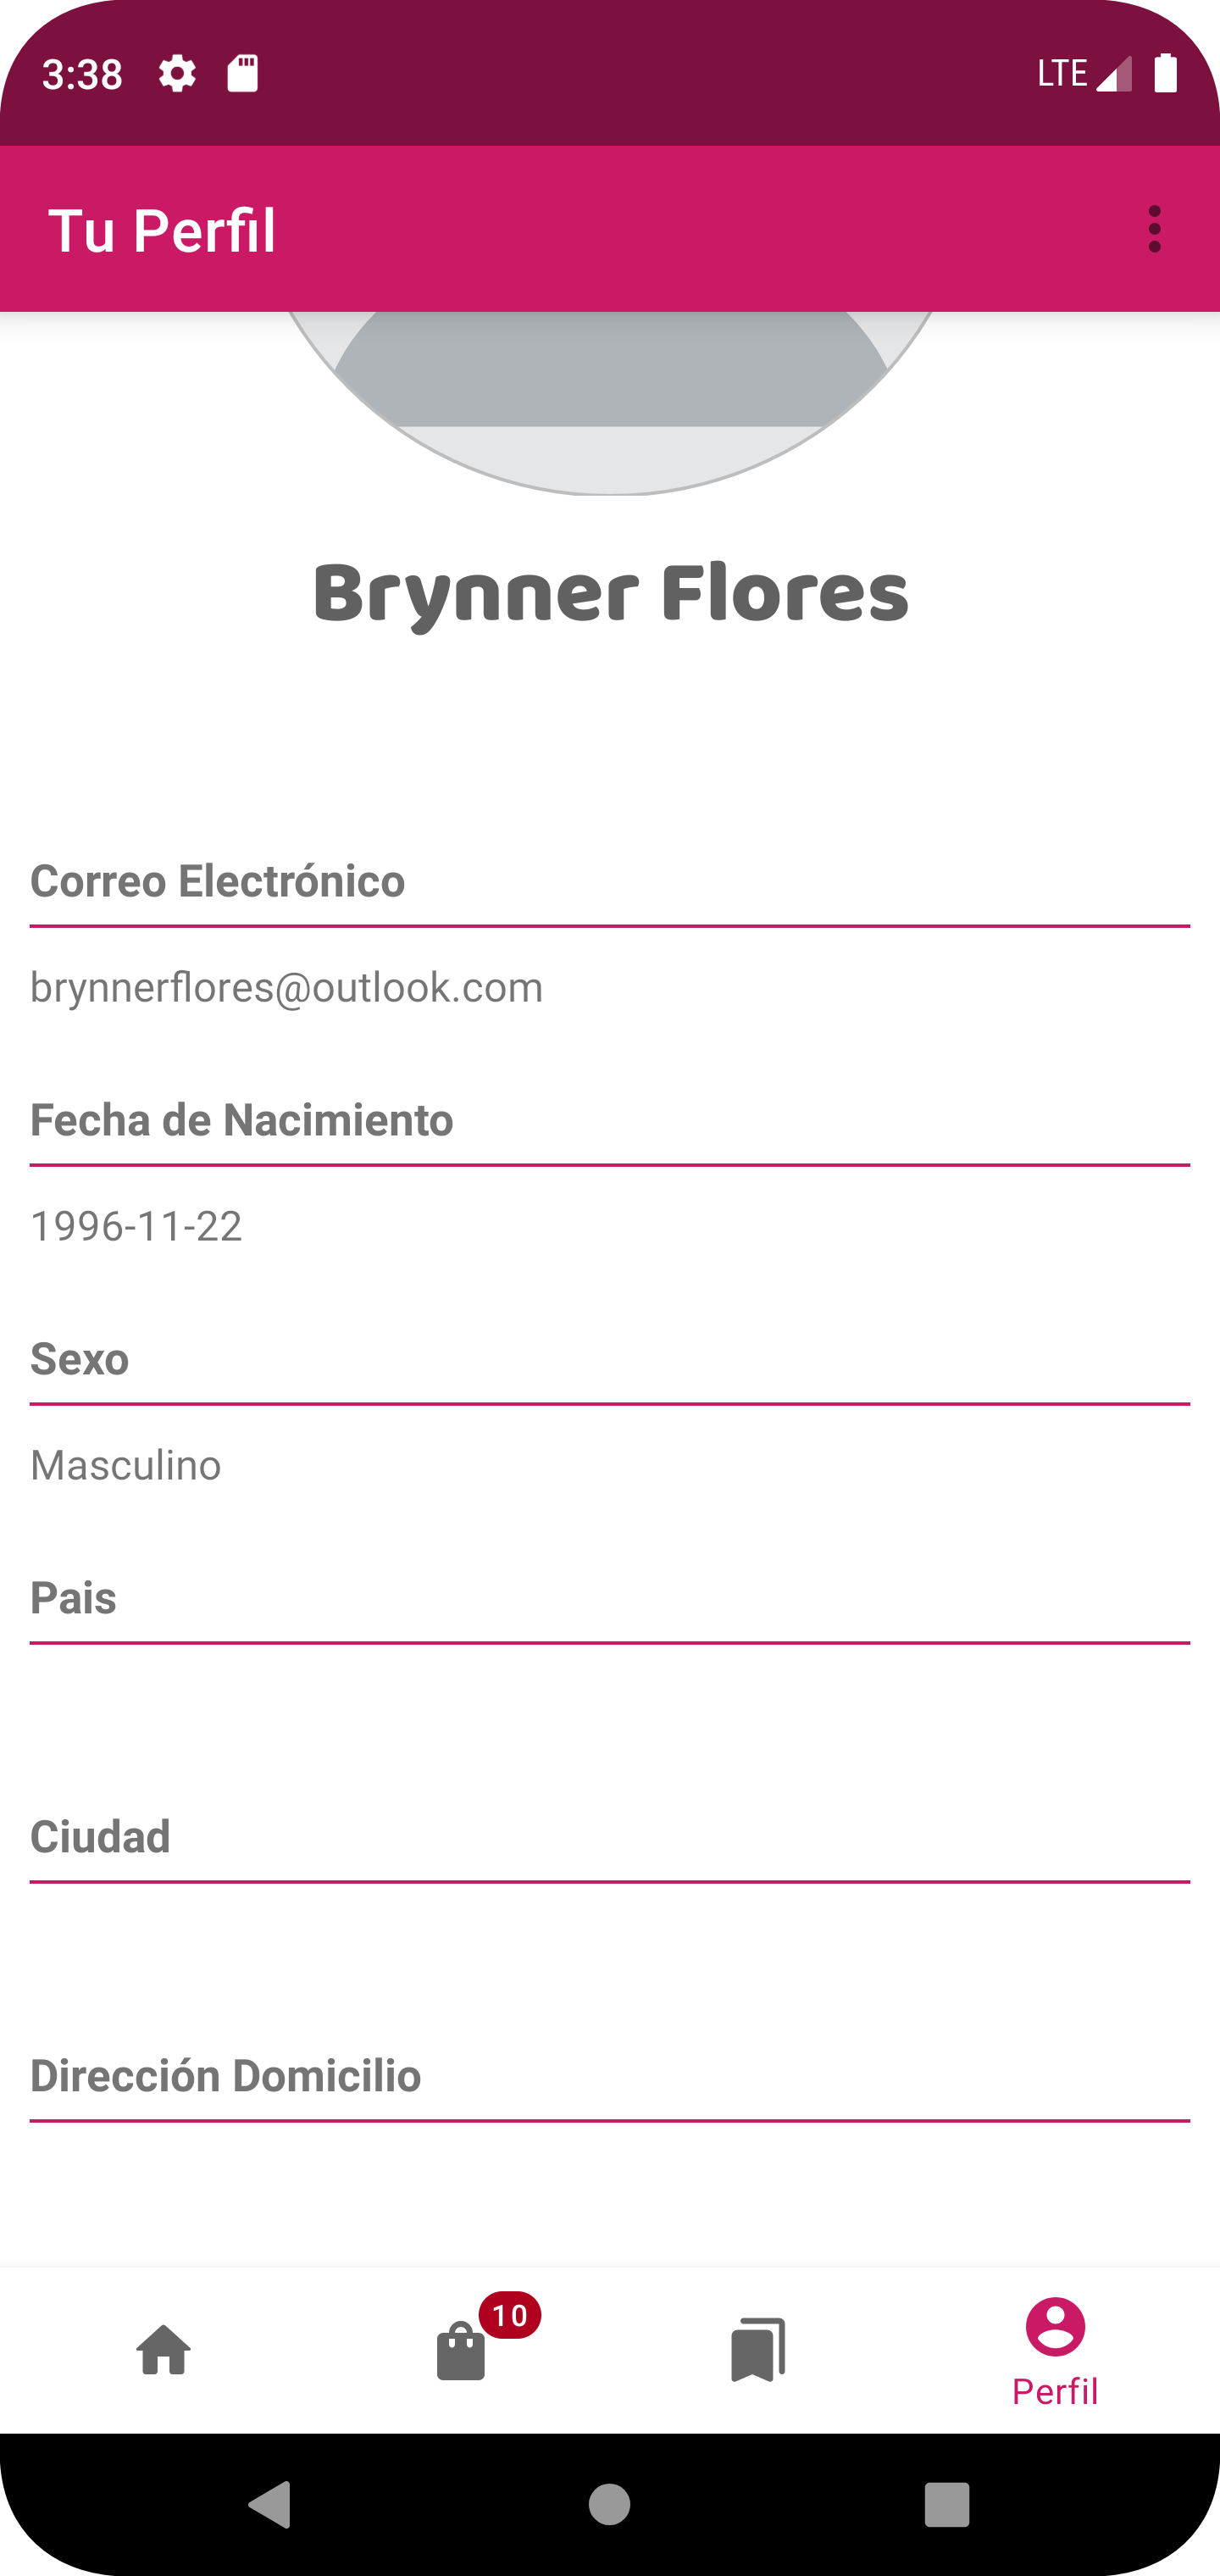 3:38
LTE
Tu Perfil
Brynner Flores
Correo Electrónico
brynnerflores@outlook.com
Fecha de Nacimiento
1996-11-22
Sexo
Masculino
Pais
Ciudad
Dirección Domicilio
10
Perfil